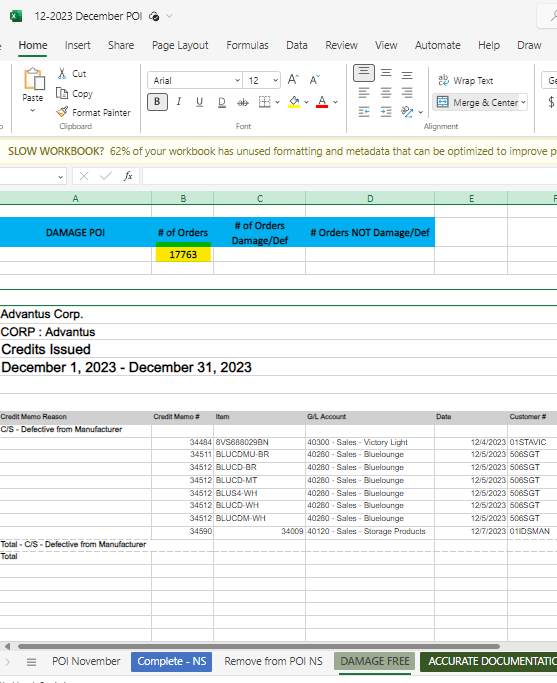 12-2023 December POI
Home Insert Share Page Layout Formulas Data Review View Automate Help Draw
Paste
Cut
Copy
Format Painter
Clipboard
Arial 12 A A
B I U D A
Font
ab Wrap Text
Merge & Center
Alignment
Ge
$
SLOW WORKBOOK? 62% of your workbook has unused formatting and metadata that can be optimized to improve p
fx
A B C D E F
DAMAGE POI # of Orders # of Orders Damage/Def # Orders NOT Damage/Def
17763
Advantus Corp.
CORP : Advantus
Credits Issued
December 1, 2023 - December 31, 2023
Credit Memo Reason Credit Memo # Item G/L Account Date Customer #
C/S - Defective from Manufacturer
34484 8VS688029BN 40300 - Sales - Victory Light 12/4/2023 01STAVIC
34511 BLUCDMU-BR 40280 - Sales - Bluelounge 12/5/2023 506SGT
34512 BLUCD-BR 40280 - Sales - Bluelounge 12/5/2023 506SGT
34512 BLUCD-MT 40280 - Sales - Bluelounge 12/5/2023 506SGT
34512 BLUS4-WH 40280 - Sales - Bluelounge 12/5/2023 506SGT
34512 BLUCD-WH 40280 - Sales - Bluelounge 12/5/2023 506SGT
34512 BLUCDM-WH 40280 - Sales - Bluelounge 12/5/2023 506SGT
34590 34009 40120 - Sales - Storage Products 12/7/2023 01IDSMAN
Total - C/S - Defective from Manufacturer
Total
POI November Complete - NS Remove from POI NS DAMAGE FREE ACCURATE DOCUMENTATIO